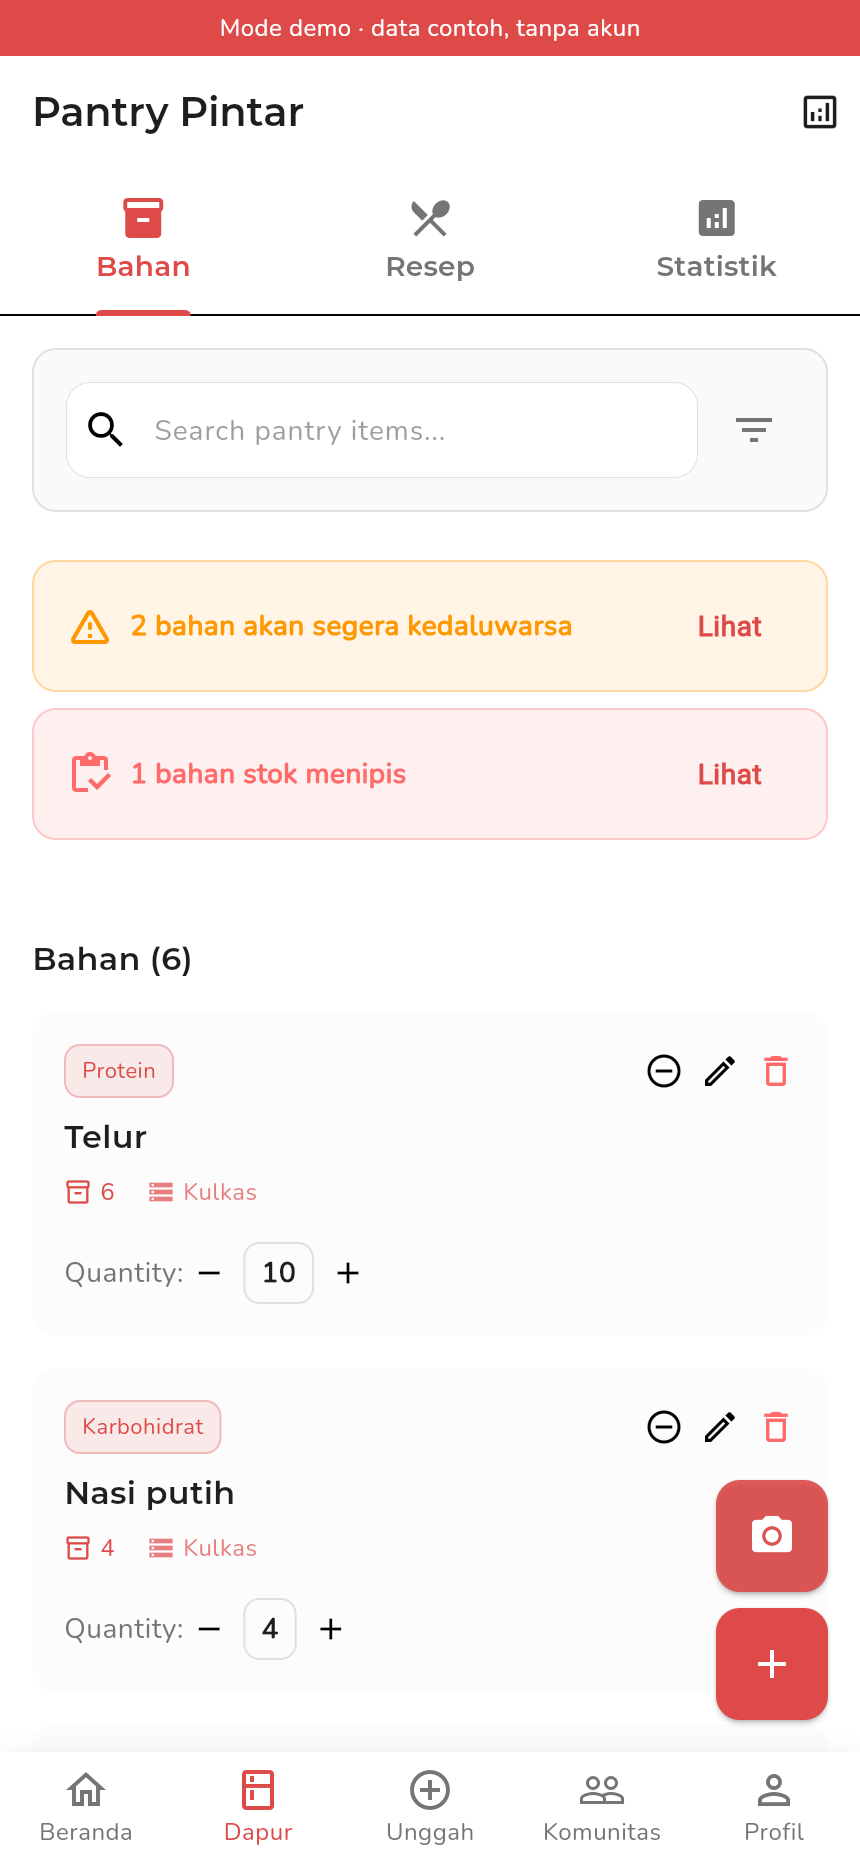 Mode demo · data contoh, tanpa akun
Pantry Pintar
Bahan
Resep
Statistik
Search pantry items...
2 bahan akan segera kedaluwarsa
Lihat
1 bahan stok menipis
Lihat
Bahan (6)
Protein
Telur
6
Kulkas
Quantity:
10
Karbohidrat
Nasi putih
4
Kulkas
Quantity:
4
Beranda
Dapur
Unggah
Komunitas
Profil